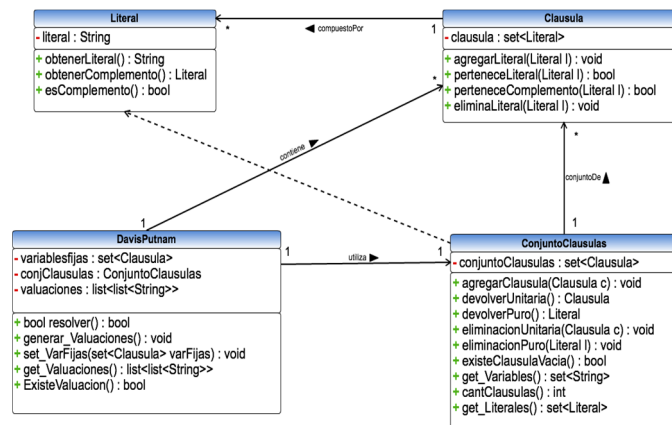 Literal
- literal : String
+ obtenerLiteral() : String
+ obtenerComplemento() : Literal
+ esComplemento() : bool
* ◀ compuestoPor 1
Clausula
- clausula : set<Literal>
+ agregarLiteral(Literal l) : void
+ perteneceLiteral(Literal l) : bool
+ perteneceComplemento(Literal l) : bool
+ eliminaLiteral(Literal l) : void
*
contiene ▶
1
*
conjuntoDe ▲
1
DavisPutnam
- variablesfijas : set<Clausula>
- conjClausulas : ConjuntoClausulas
- valuaciones : list<list<String>>
+ bool resolver() : bool
+ generar_Valuaciones() : void
+ set_VarFijas(set<Clausula> varFijas) : void
+ get_Valuaciones() : list<list<String>>
+ ExisteValuacion() : bool
1 utiliza ▶ 1
ConjuntoClausulas
- conjuntoClausulas : set<Clausula>
+ agregarClausula(Clausula c) : void
+ devolverUnitaria() : Clausula
+ devolverPuro() : Literal
+ eliminacionUnitaria(Clausula c) : void
+ eliminacionPuro(Literal l) : void
+ existeClausulaVacia() : bool
+ get_Variables() : set<String>
+ cantClausulas() : int
+ get_Literales() : set<Literal>